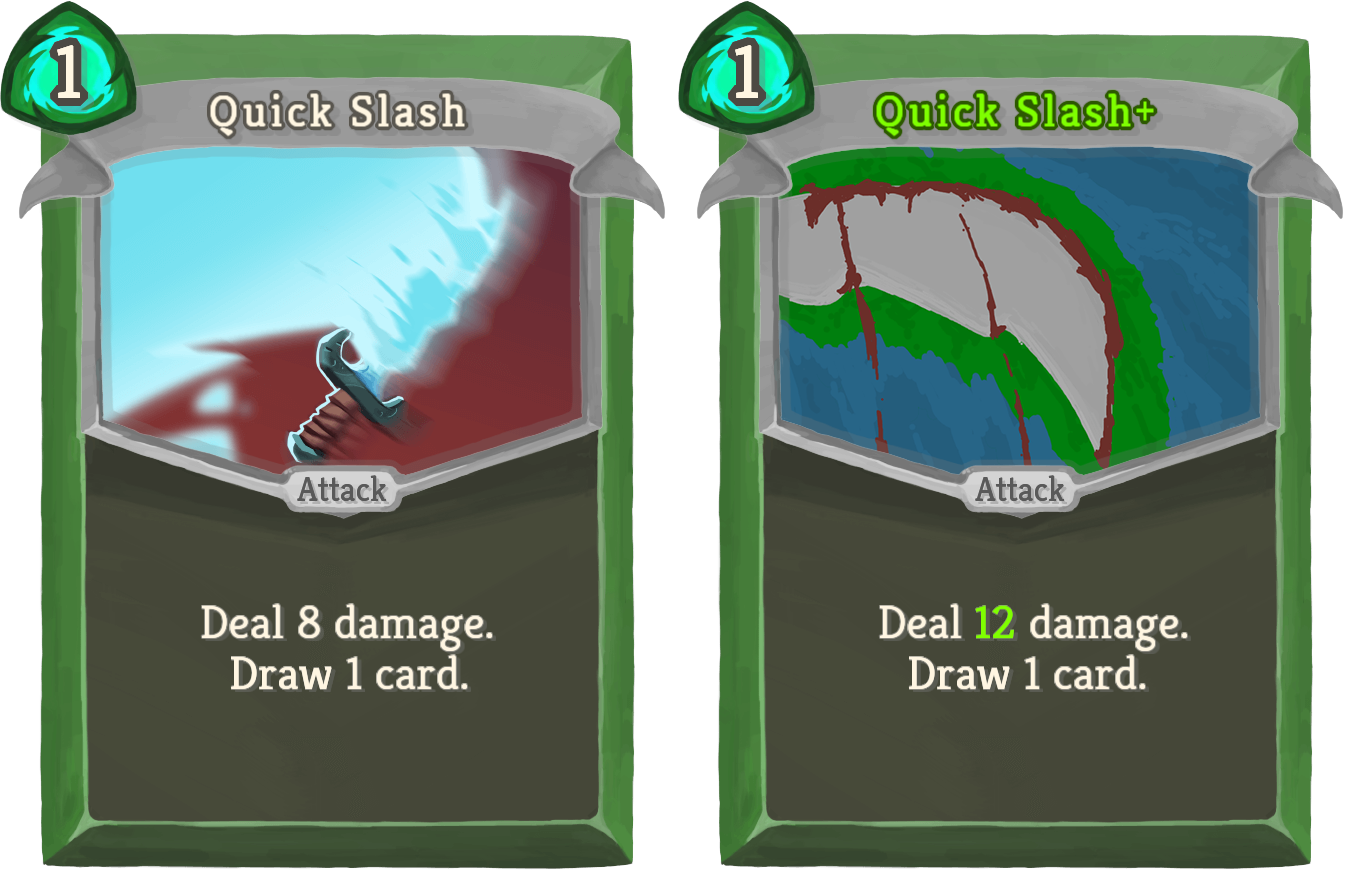 1
Quick Slash
Attack
Deal 8 damage.
Draw 1 card.
1
Quick Slash+
Attack
Deal 12 damage.
Draw 1 card.